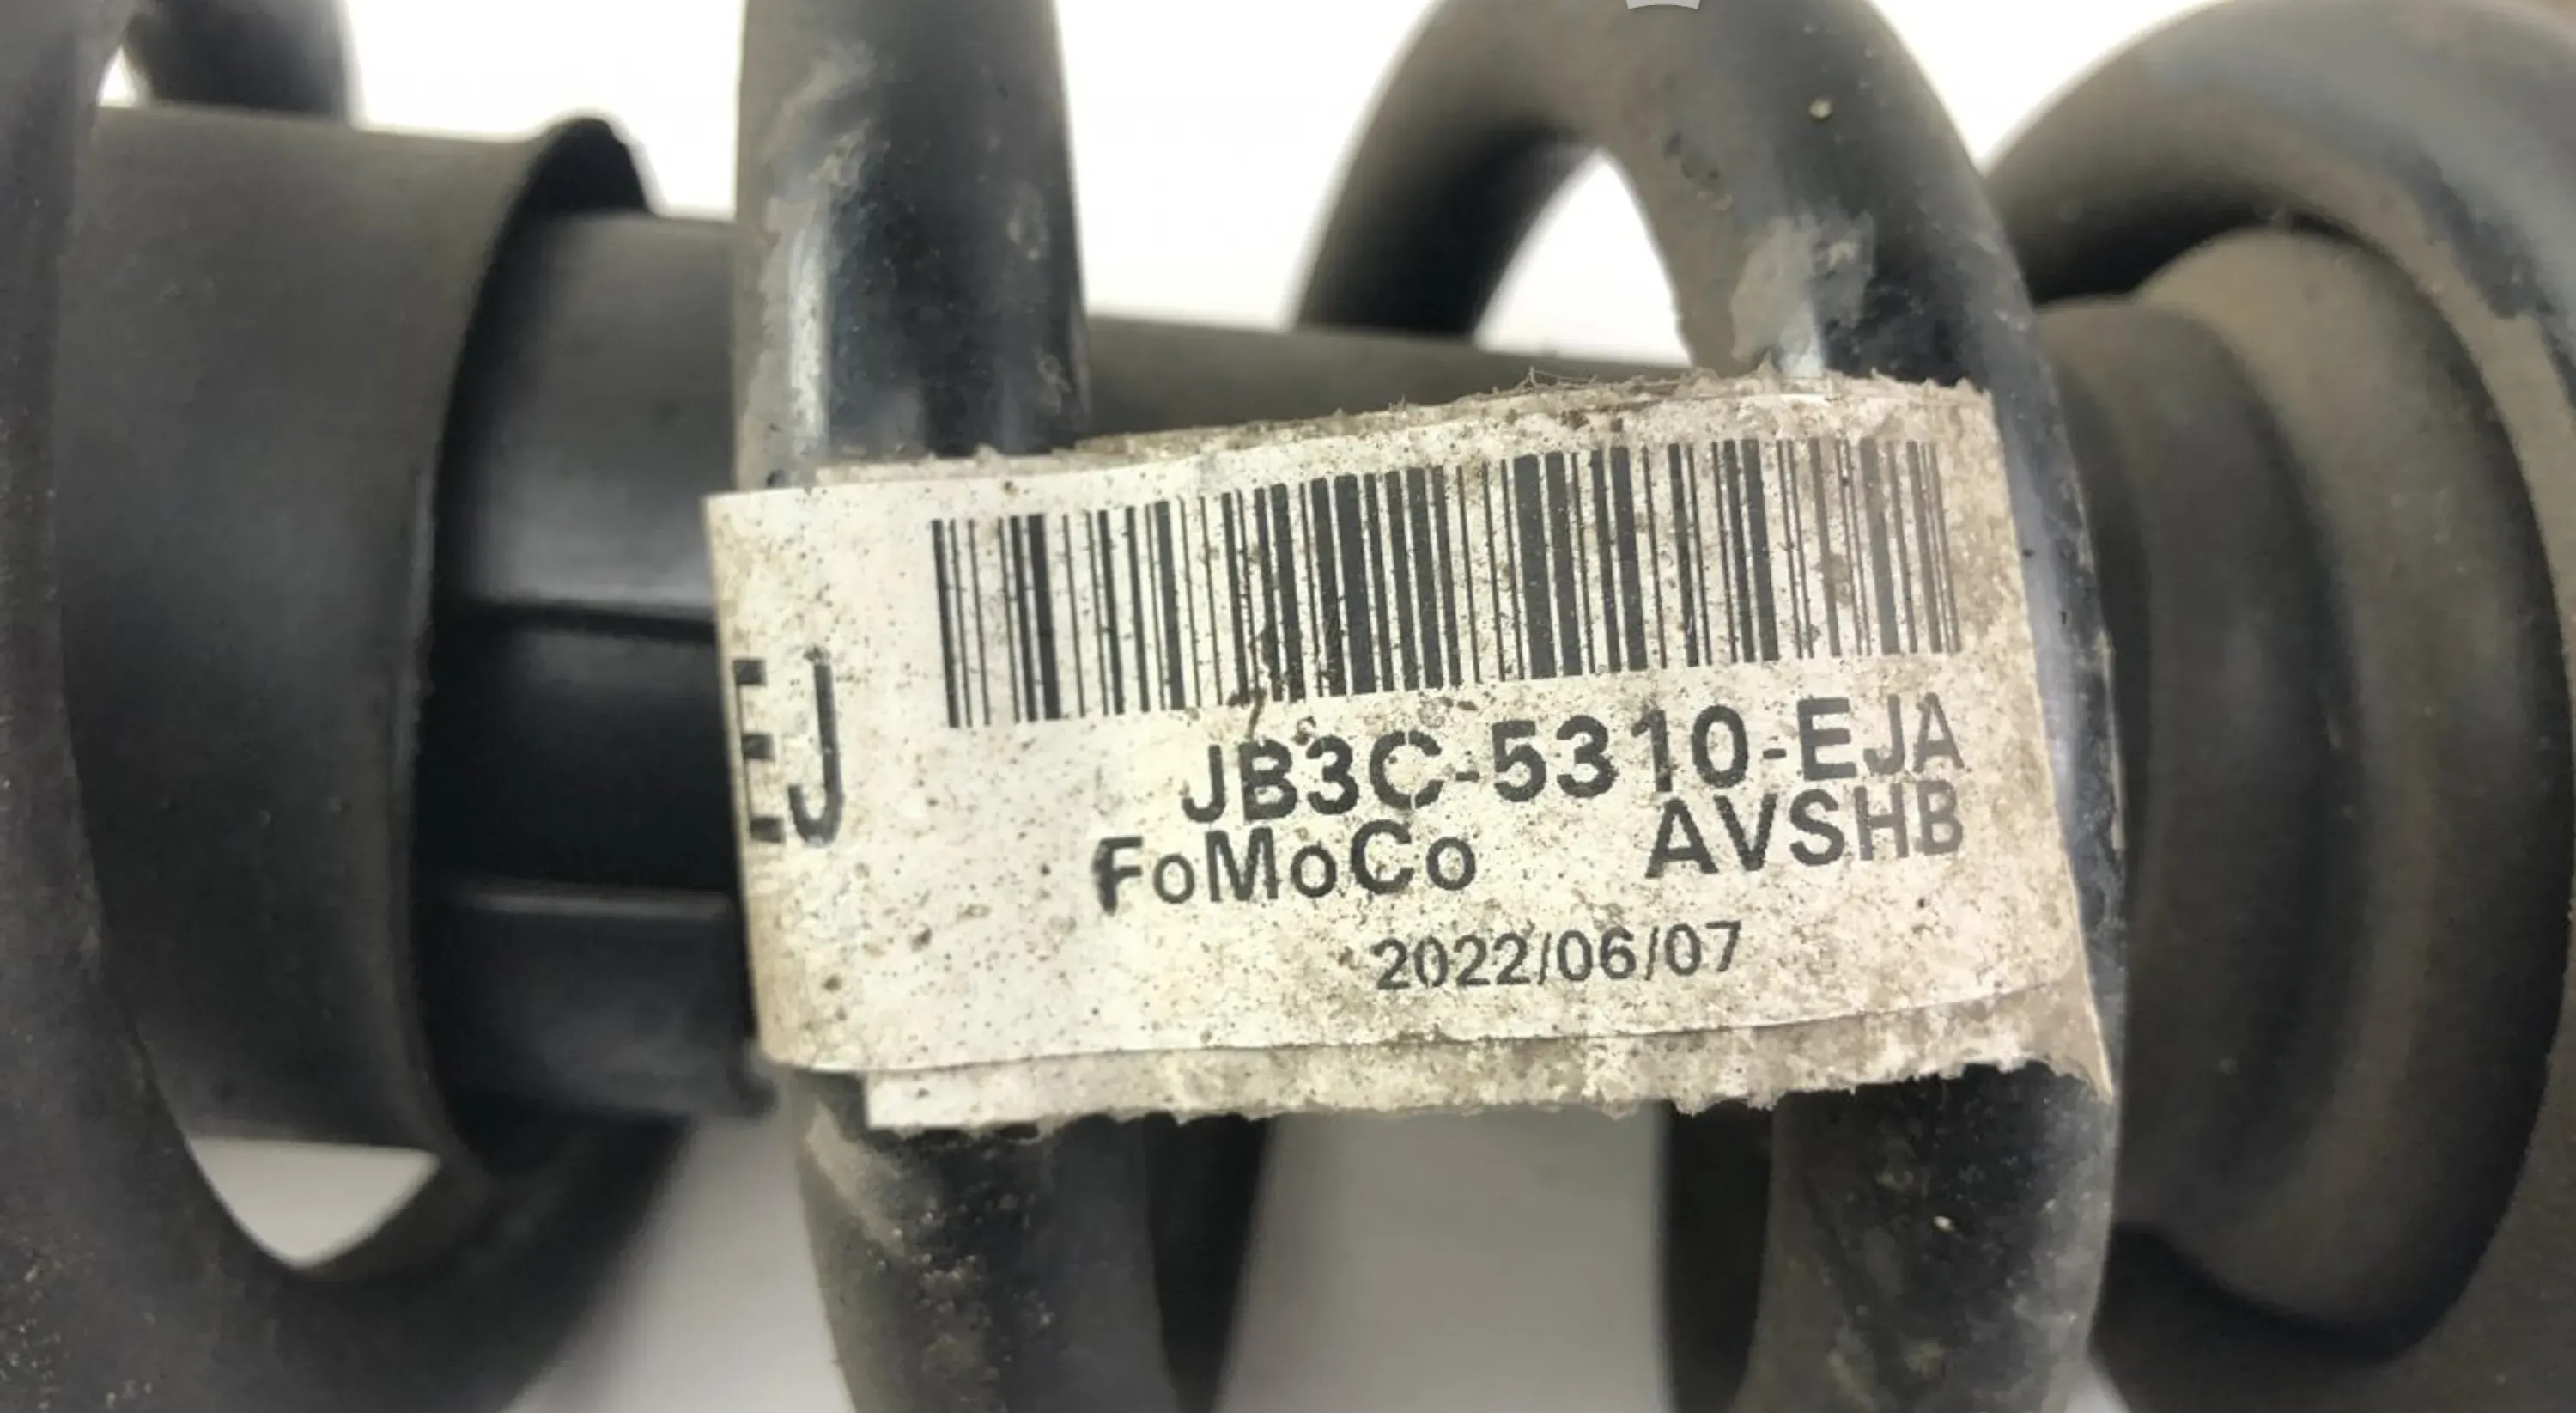 EJ
JB3C-5310-EJA
FoMoCo AVSHB
2022/06/07